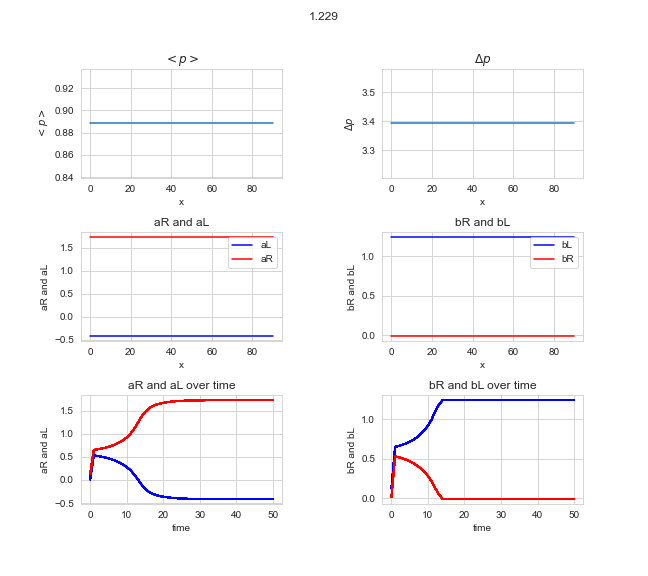 1.229
< p >
Δp
< p >
0.92
0.90
0.88
0.86
0.84
0 20 40 60 80
x
Δp
3.5
3.4
3.3
0 20 40 60 80
x
aR and aL
bR and bL
aR and aL
1.5
1.0
0.5
0.0
−0.5
aL
aR
0 20 40 60 80
x
bR and bL
1.0
0.5
0.0
bL
bR
0 20 40 60 80
x
aR and aL over time
bR and bL over time
aR and aL
1.5
1.0
0.5
0.0
−0.5
0 10 20 30 40 50
time
bR and bL
1.0
0.5
0.0
0 10 20 30 40 50
time